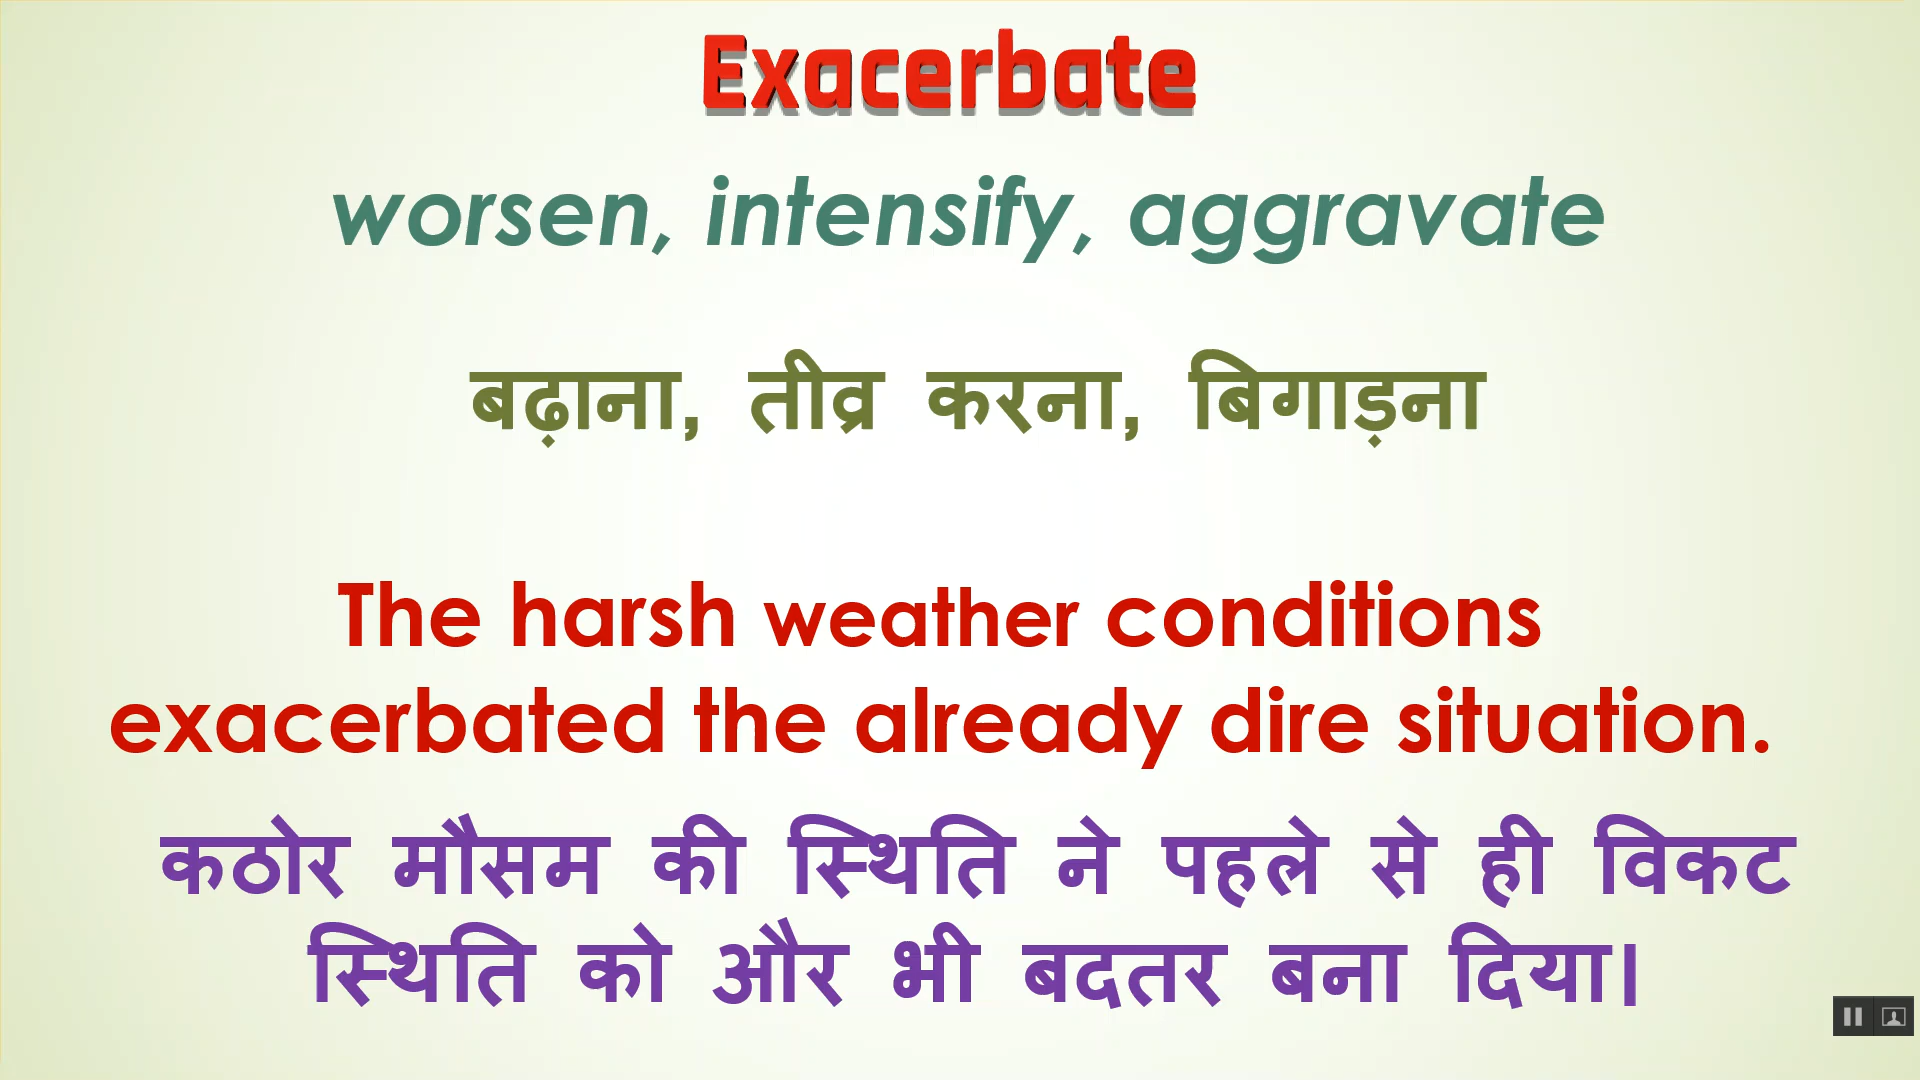 Exacerbate
worsen, intensify, aggravate
बढ़ाना, तीव्र करना, बिगाड़ना
The harsh weather conditions
exacerbated the already dire situation.
कठोर मौसम की स्थिति ने पहले से ही विकट
स्थिति को और भी बदतर बना दिया।